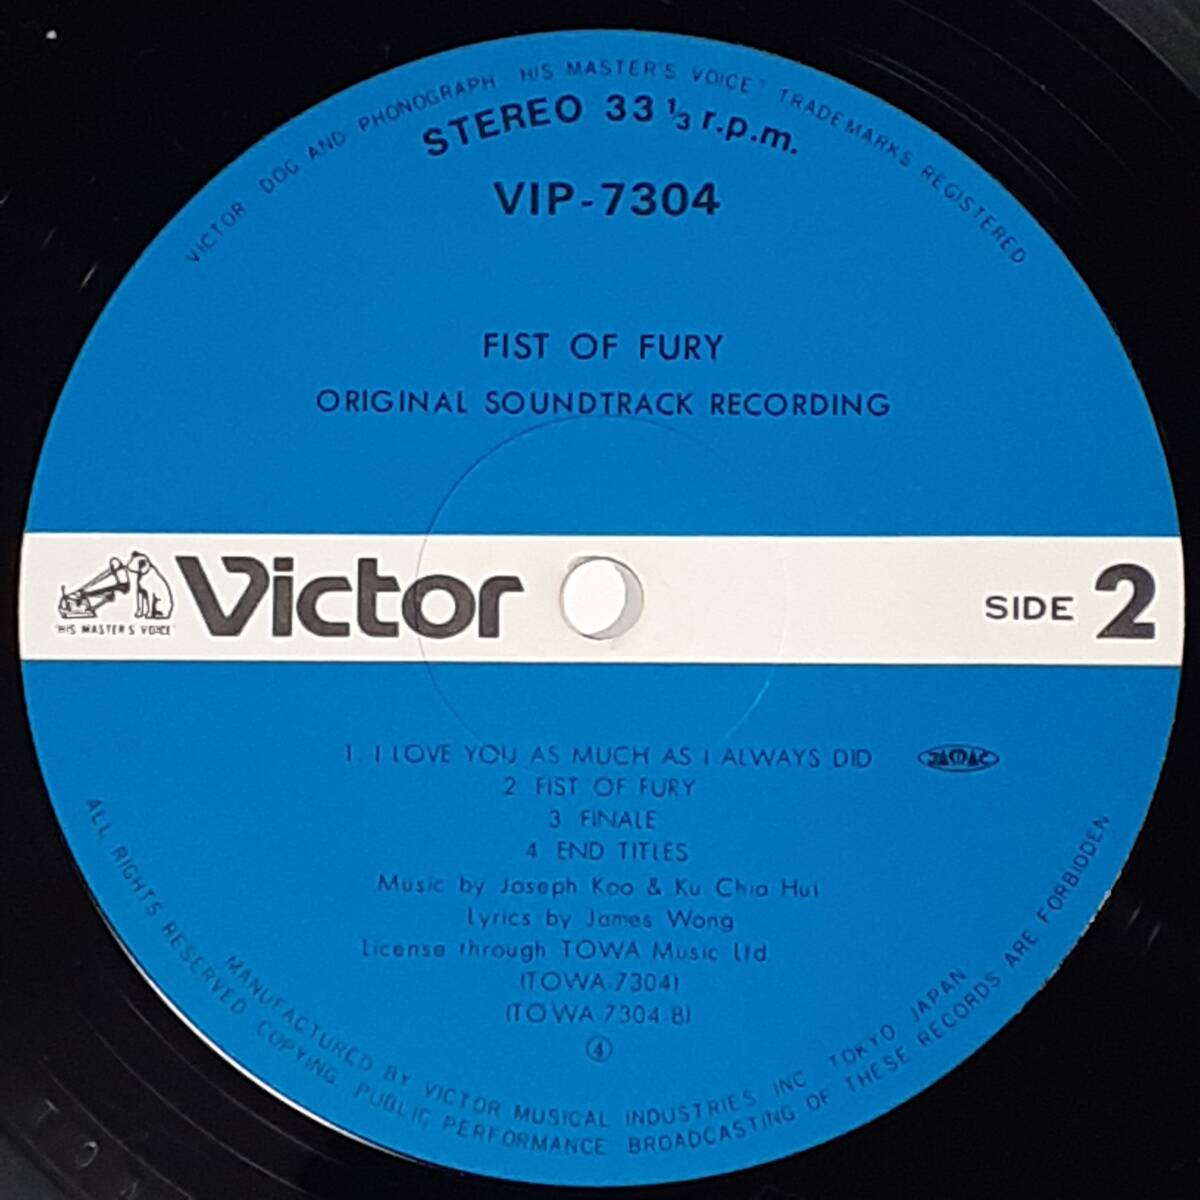 VICTOR DOG AND PHONOGRAPH "HIS MASTER'S VOICE" TRADEMARKS REGISTERED
STEREO 33 1/3 r.p.m.
VIP-7304
FIST OF FURY
ORIGINAL SOUNDTRACK RECORDING
"HIS MASTER'S VOICE"
Victor
SIDE 2
1 I LOVE YOU AS MUCH AS I ALWAYS DID
JASRAC
2 FIST OF FURY
3 FINALE
4 END TITLES
Music by Joseph Koo & Ku Chia Hui
Lyrics by James Wong
License through TOWA Music Ltd.
(TOWA-7304)
(TOWA-7304 B)
④
MANUFACTURED BY VICTOR MUSICAL INDUSTRIES, INC. TOKYO JAPAN
ALL RIGHTS RESERVED COPYING, PUBLIC PERFORMANCE BROADCASTING OF THESE RECORDS ARE FORBIDDEN